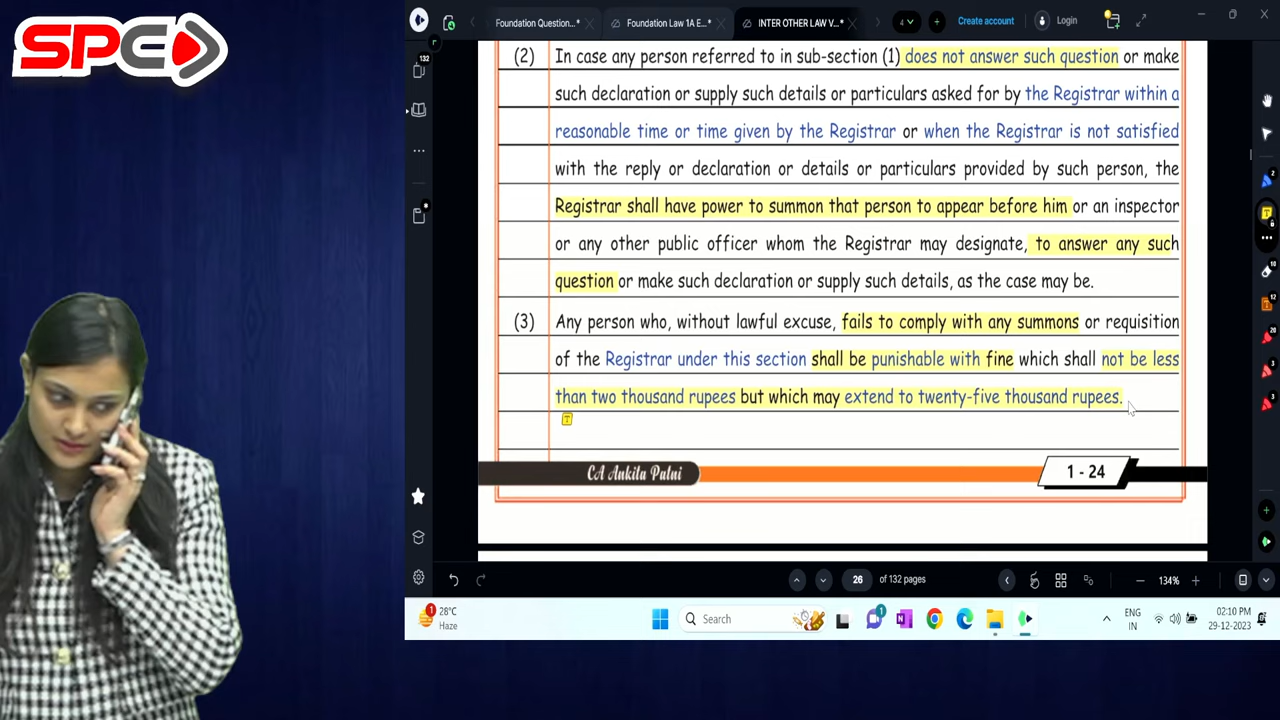 SPC
Foundation Question...*
Foundation Law 1A E...*
INTER OTHER LAW V...*
4
Create account
Login
132
(2) In case any person referred to in sub-section (1) does not answer such question or make
such declaration or supply such details or particulars asked for by the Registrar within a
reasonable time or time given by the Registrar or when the Registrar is not satisfied
with the reply or declaration or details or particulars provided by such person, the
Registrar shall have power to summon that person to appear before him or an inspector
or any other public officer whom the Registrar may designate, to answer any such
question or make such declaration or supply such details, as the case may be.
(3) Any person who, without lawful excuse, fails to comply with any summons or requisition
of the Registrar under this section shall be punishable with fine which shall not be less
than two thousand rupees but which may extend to twenty-five thousand rupees.
T
CA Ankita Patni
1 - 24
26 of 132 pages
134%
28°C
Haze
Search
ENG
IN
02:10 PM
29-12-2023